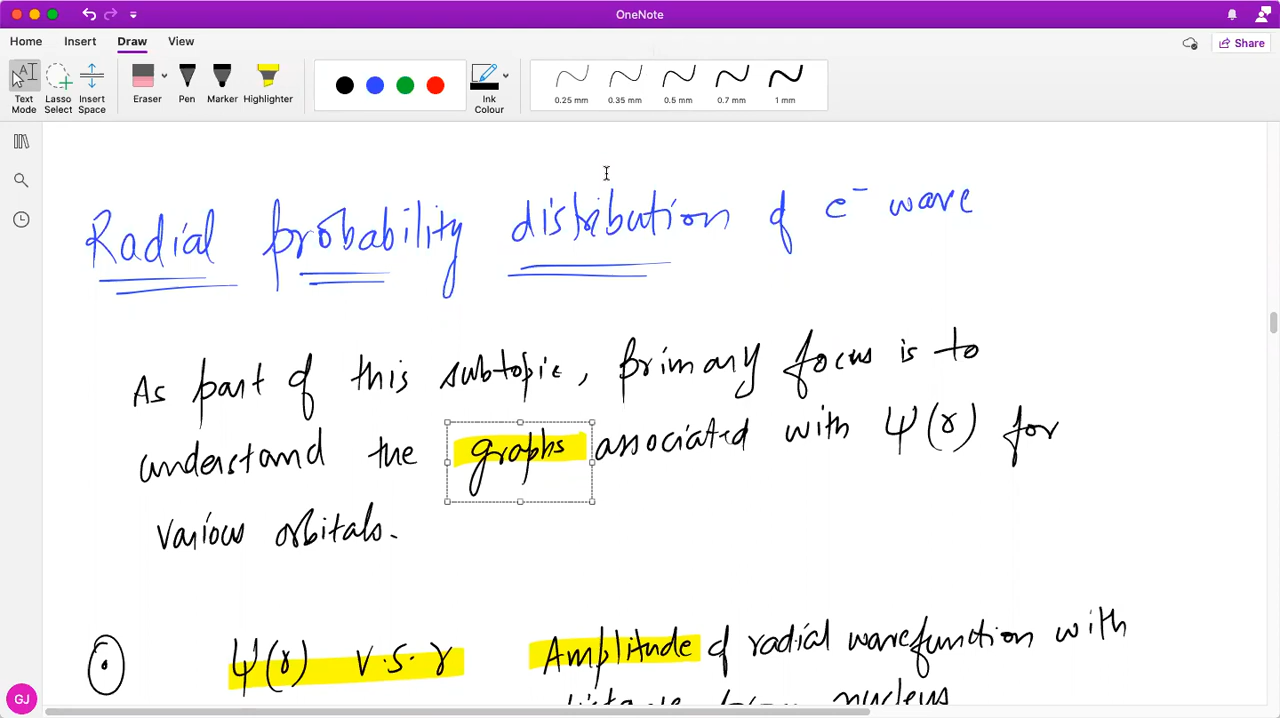 OneNote
Home Insert Draw View
Share
Text Mode
Lasso Select
Insert Space
Eraser
Pen
Marker
Highlighter
Ink Colour
0.25 mm 0.35 mm 0.5 mm 0.7 mm 1 mm
Radial probability distribution of e⁻ wave
As part of this subtopic, primary focus is to
understand the graphs associated with Ψ(r) for
various orbitals.
Ψ(r) v.s. r Amplitude of radial wavefunction with
distance from nucleus
GJ